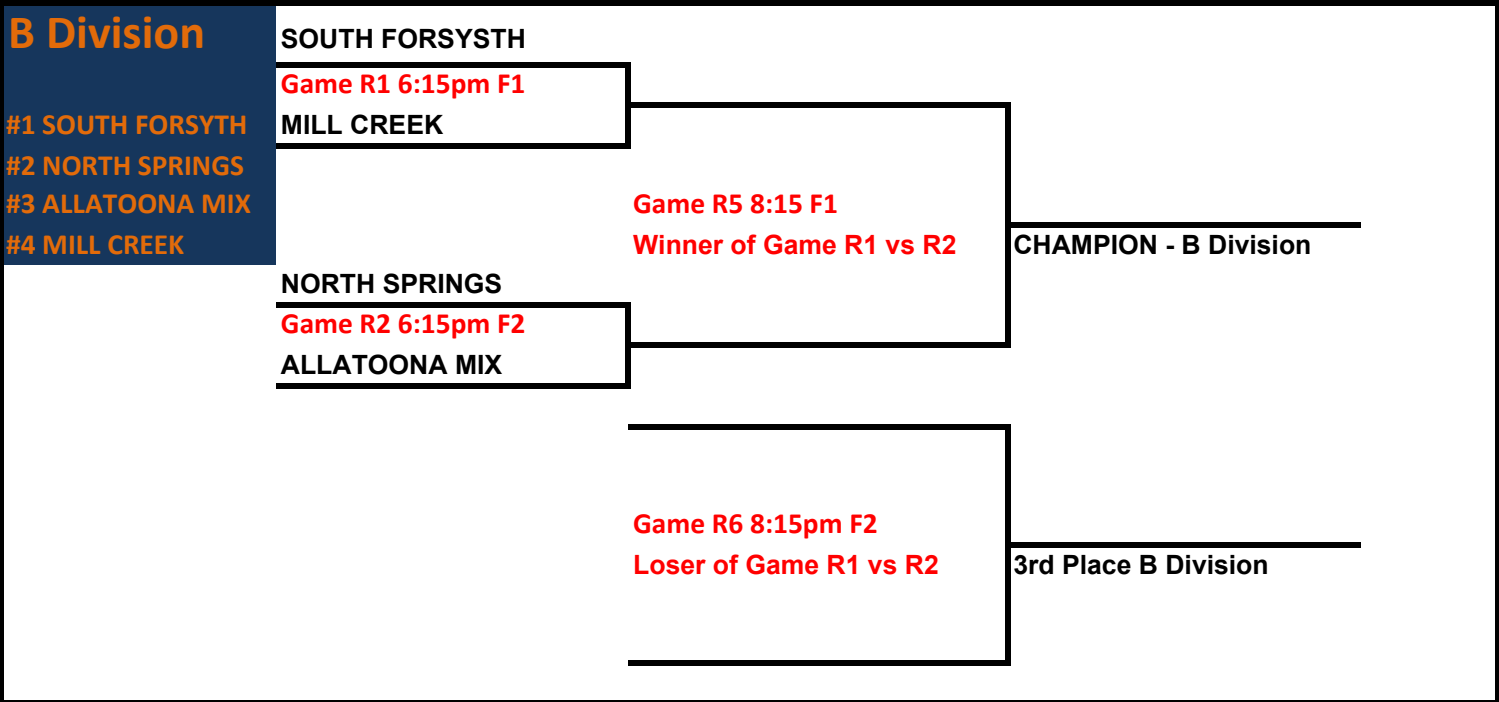 B Division
#1 SOUTH FORSYTH
#2 NORTH SPRINGS
#3 ALLATOONA MIX
#4 MILL CREEK
SOUTH FORSYSTH
Game R1 6:15pm F1
MILL CREEK
NORTH SPRINGS
Game R2 6:15pm F2
ALLATOONA MIX
Game R5 8:15 F1
Winner of Game R1 vs R2
CHAMPION - B Division
Game R6 8:15pm F2
Loser of Game R1 vs R2
3rd Place B Division